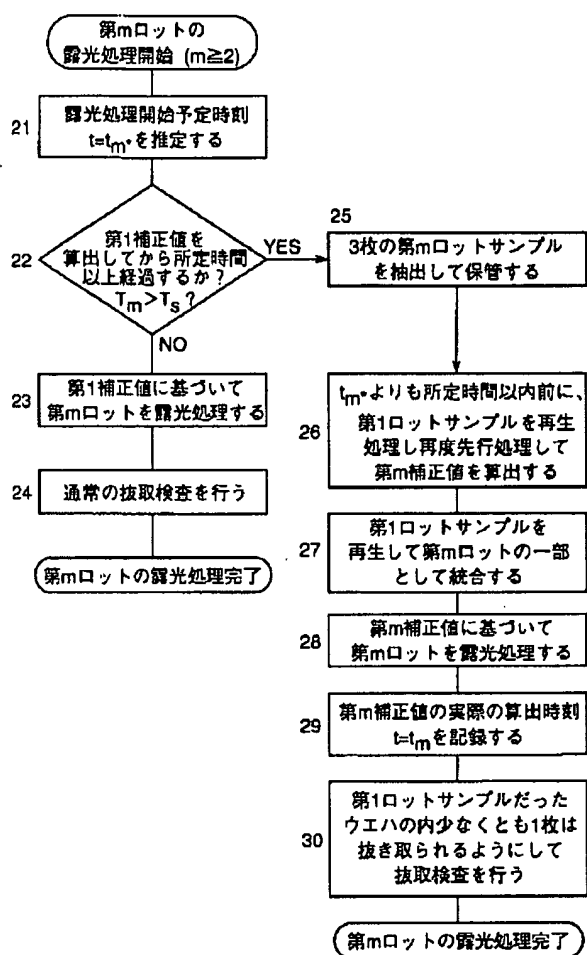 第mロットの
露光処理開始 (m≧2)
21
露光処理開始予定時刻
t=tm*を推定する
22
第1補正値を
算出してから所定時間
以上経過するか?
Tm>Ts?
YES
NO
23
第1補正値に基づいて
第mロットを露光処理する
24
通常の抜取検査を行う
第mロットの露光処理完了
25
3枚の第mロットサンプル
を抽出して保管する
26
tm*よりも所定時間以内前に、
第1ロットサンプルを再生
処理し再度先行処理して
第m補正値を算出する
27
第1ロットサンプルを
再生して第mロットの一部
として統合する
28
第m補正値に基づいて
第mロットを露光処理する
29
第m補正値の実際の算出時刻
t=tmを記録する
30
第1ロットサンプルだった
ウエハの内少なくとも1枚は
抜き取られるようにして
抜取検査を行う
第mロットの露光処理完了